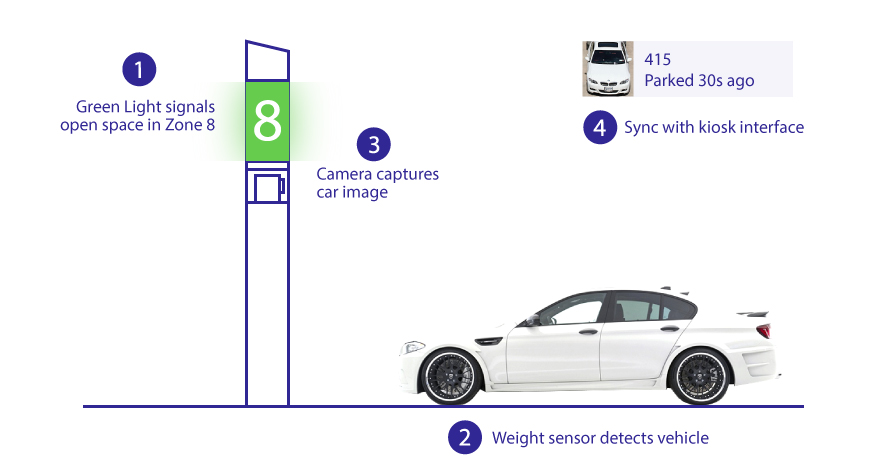 1
Green Light signals
open space in Zone 8
8
3
Camera captures
car image
415
Parked 30s ago
4 Sync with kiosk interface
2 Weight sensor detects vehicle